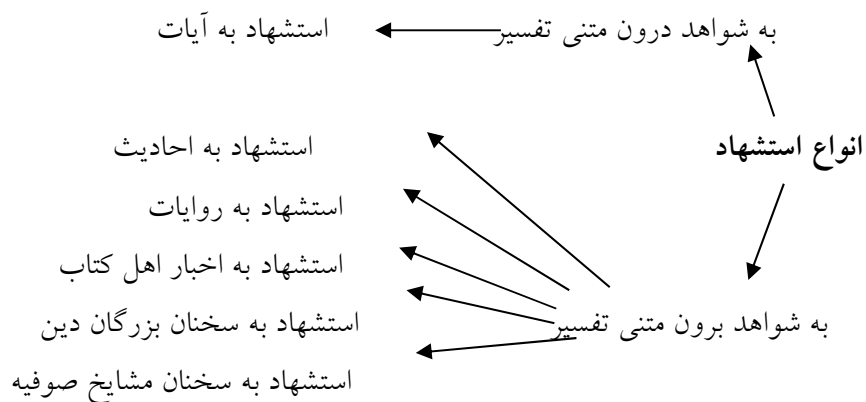 به شواهد درون متنی تفسیر
استشهاد به آیات
انواع استشهاد
استشهاد به احادیث
استشهاد به روایات
استشهاد به اخبار اهل کتاب
به شواهد برون متنی تفسیر
استشهاد به سخنان بزرگان دین
استشهاد به سخنان مشایخ صوفیه